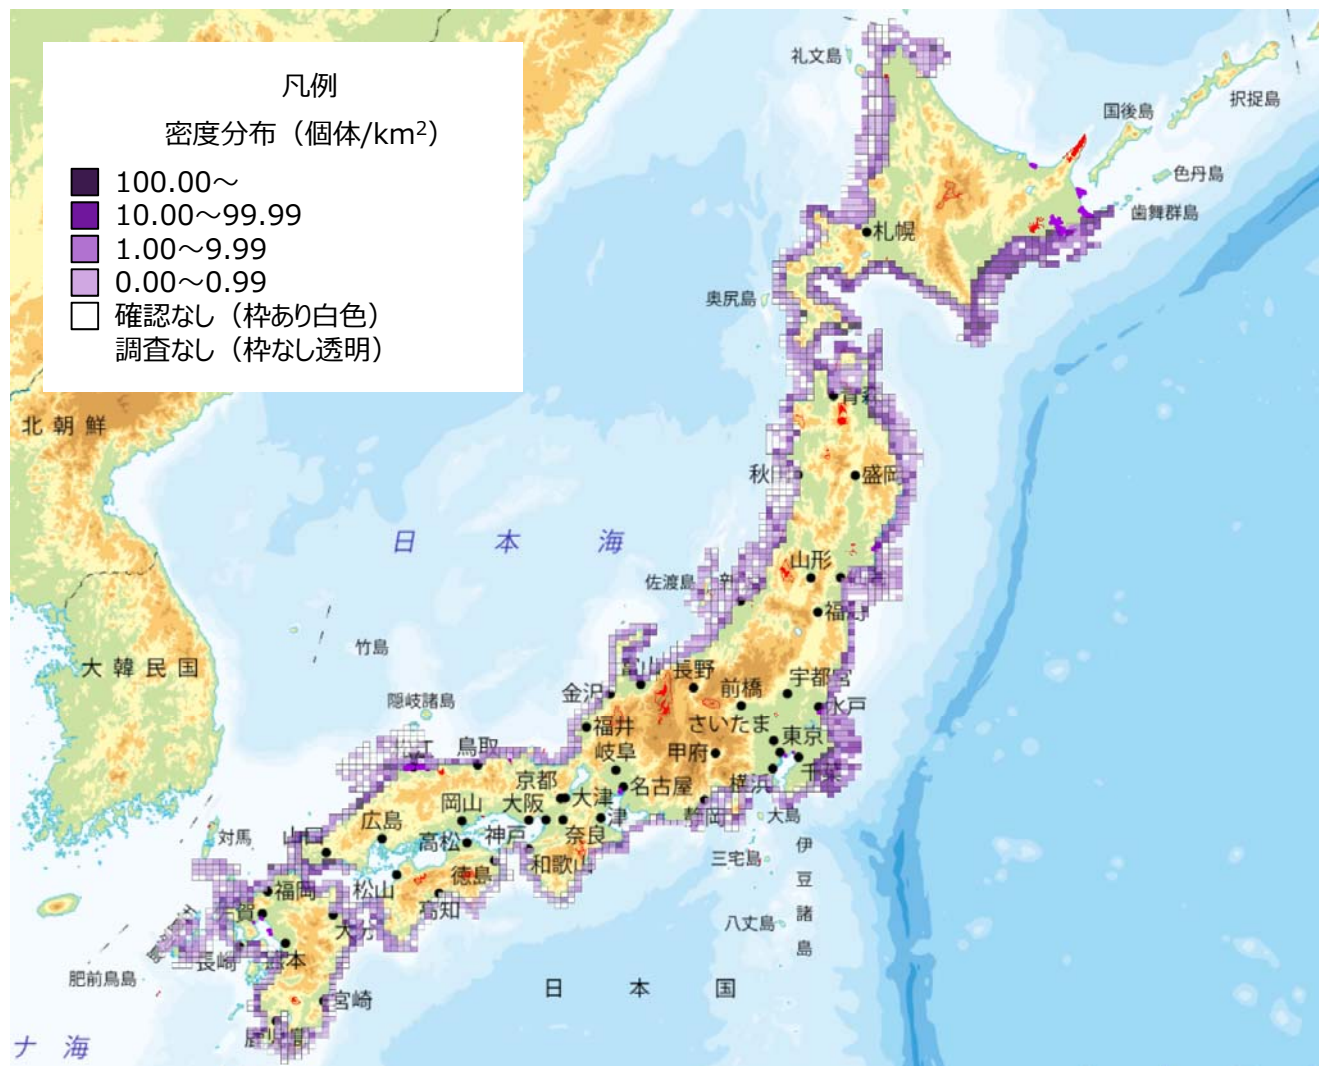 凡例
密度分布（個体/km²）
100.00～
10.00～99.99
1.00～9.99
0.00～0.99
確認なし（枠あり白色）
調査なし（枠なし透明）
礼文島
択捉島
国後島
色丹島
歯舞群島
札幌
奥尻島
青森
北朝鮮
秋田
盛岡
日本海
山形
佐渡島
新
福島
竹島
大韓民国
富山
長野
宇都宮
金沢
前橋
水戸
隠岐諸島
福井
さいたま
松江
鳥取
岐阜
甲府
東京
京都
名古屋
横浜
千葉
岡山
大阪
大津
静岡
大島
広島
津
対馬
山口
高松
神戸
奈良
伊豆諸島
三宅島
和歌山
徳島
福岡
松山
高知
八丈島
佐賀
大分
長崎
熊本
肥前鳥島
日本国
宮崎
鹿児島
ナ海